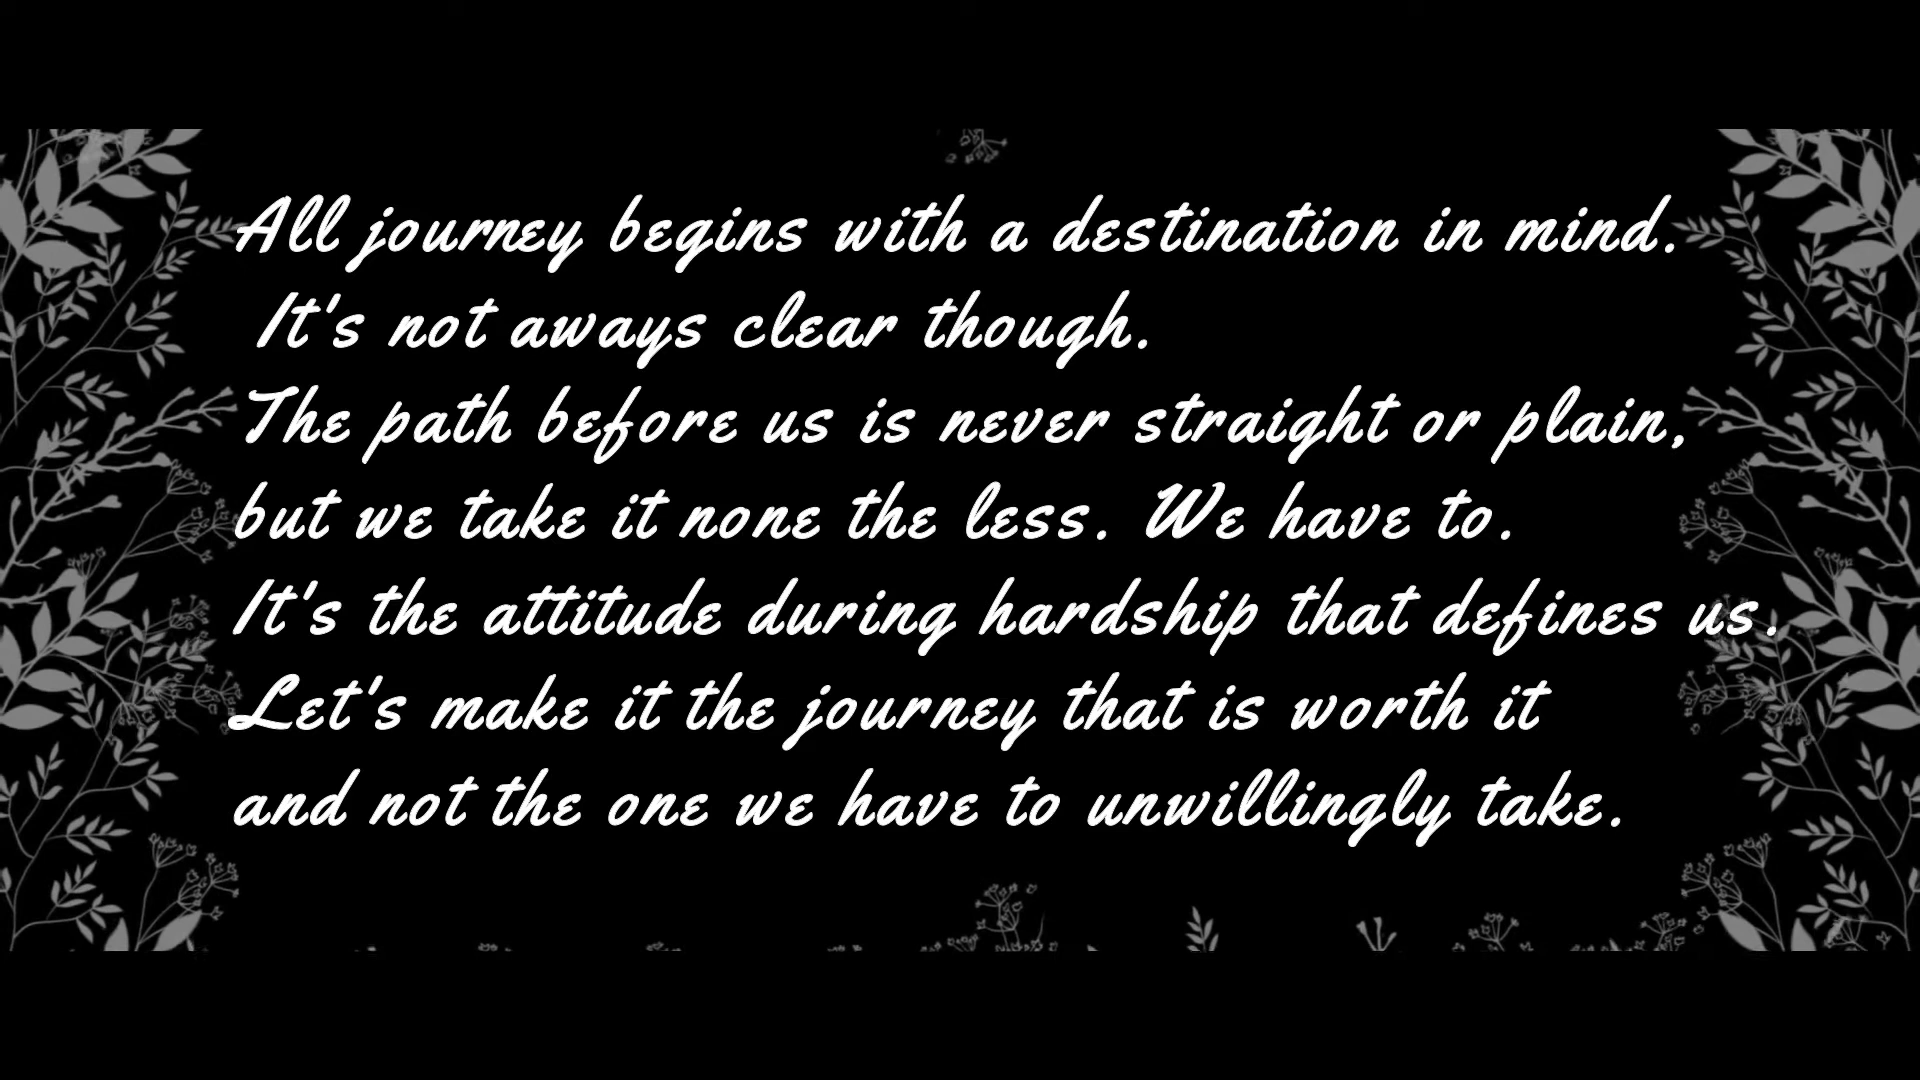 All journey begins with a destination in mind.
It's not aways clear though.
The path before us is never straight or plain,
but we take it none the less. We have to.
It's the attitude during hardship that defines us.
Let's make it the journey that is worth it
and not the one we have to unwillingly take.